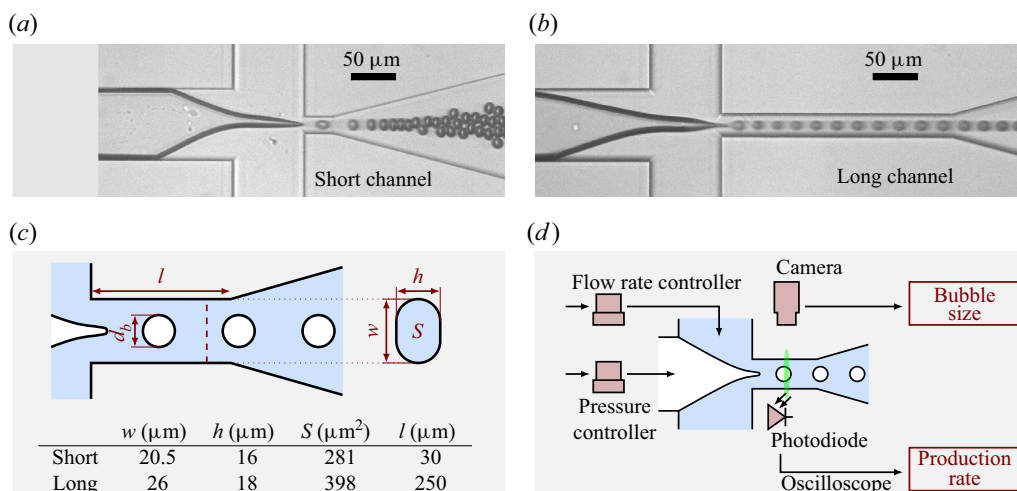 (a)
50 μm
Short channel
(b)
50 μm
Long channel
(c)
l
h
d_b
w
S
w (μm) h (μm) S (μm²) l (μm)
Short 20.5 16 281 30
Long 26 18 398 250
(d)
Flow rate controller
Camera
Bubble
size
Pressure
controller
Photodiode
Oscilloscope
Production
rate